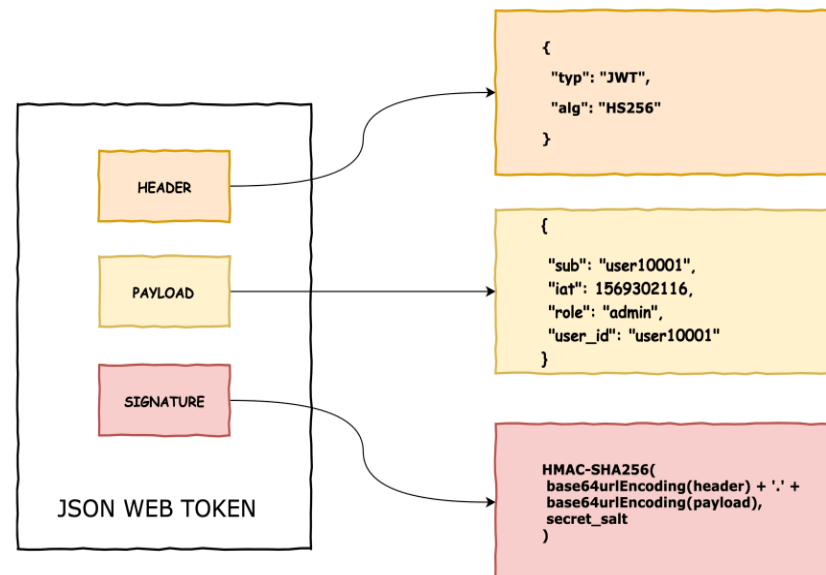 HEADER
PAYLOAD
SIGNATURE
JSON WEB TOKEN
{
"typ": "JWT",
"alg": "HS256"
}
{
"sub": "user10001",
"iat": 1569302116,
"role": "admin",
"user_id": "user10001"
}
HMAC-SHA256(
base64urlEncoding(header) + '.' +
base64urlEncoding(payload),
secret_salt
)